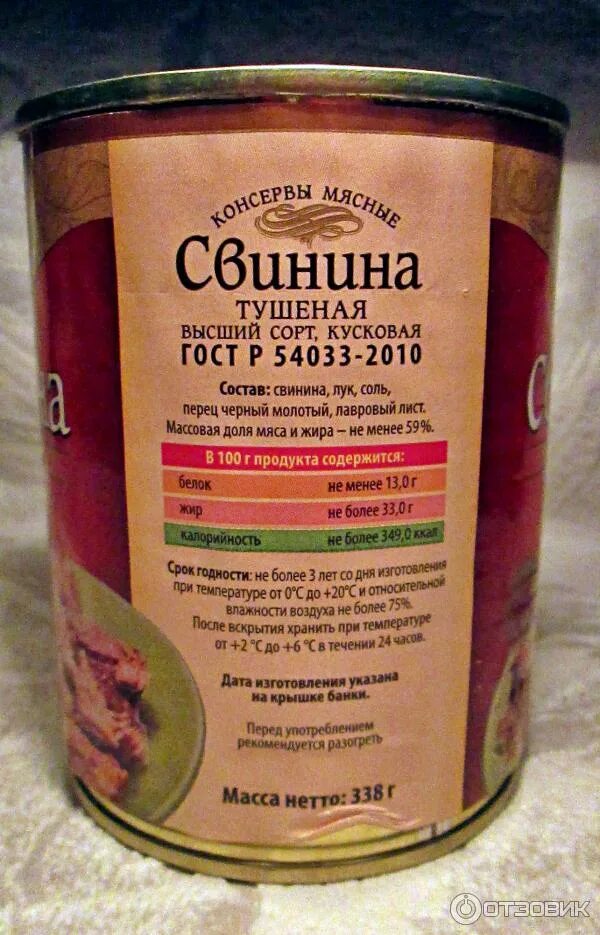 КОНСЕРВЫ МЯСНЫЕ
Свинина
ТУШЕНАЯ
ВЫСШИЙ СОРТ, КУСКОВАЯ
ГОСТ Р 54033-2010
Состав: свинина, лук, соль,
перец черный молотый, лавровый лист.
Массовая доля мяса и жира – не менее 59%.
В 100 г продукта содержится:
белок не менее 13,0 г
жир не более 33,0 г
калорийность не более 349,0 ккал
Срок годности: не более 3 лет со дня изготовления
при температуре от 0°С до +20°С и относительной
влажности воздуха не более 75%.
После вскрытия хранить при температуре
от +2 °С до +6 °С в течении 24 часов.
Дата изготовления указана
на крышке банки.
Перед употреблением
рекомендуется разогреть
Масса нетто: 338 г
на
С
ОТЗОВИК